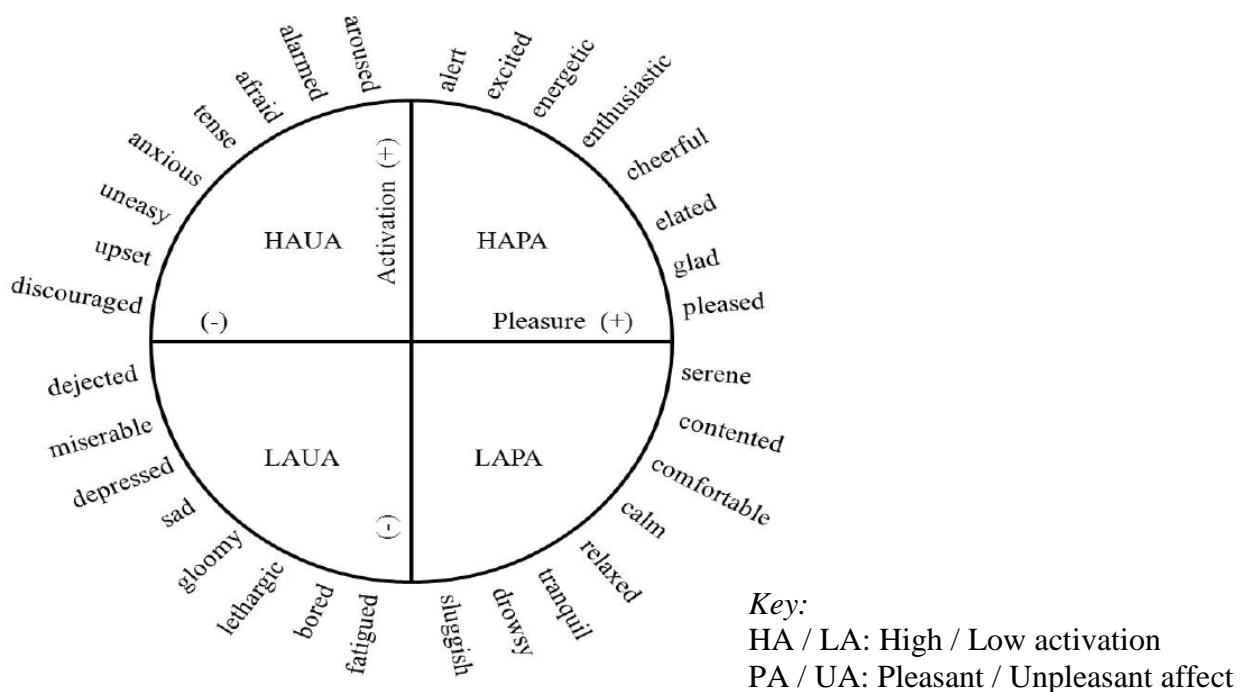 aroused
alarmed
afraid
tense
anxious
uneasy
upset
discouraged
alert
excited
energetic
enthusiastic
cheerful
elated
glad
pleased
Activation (+)
HAUA
HAPA
(-)
Pleasure (+)
dejected
miserable
depressed
sad
gloomy
lethargic
bored
fatigued
LAUA
LAPA
(-)
serene
contented
comfortable
calm
relaxed
tranquil
drowsy
sluggish
Key:
HA / LA: High / Low activation
PA / UA: Pleasant / Unpleasant affect